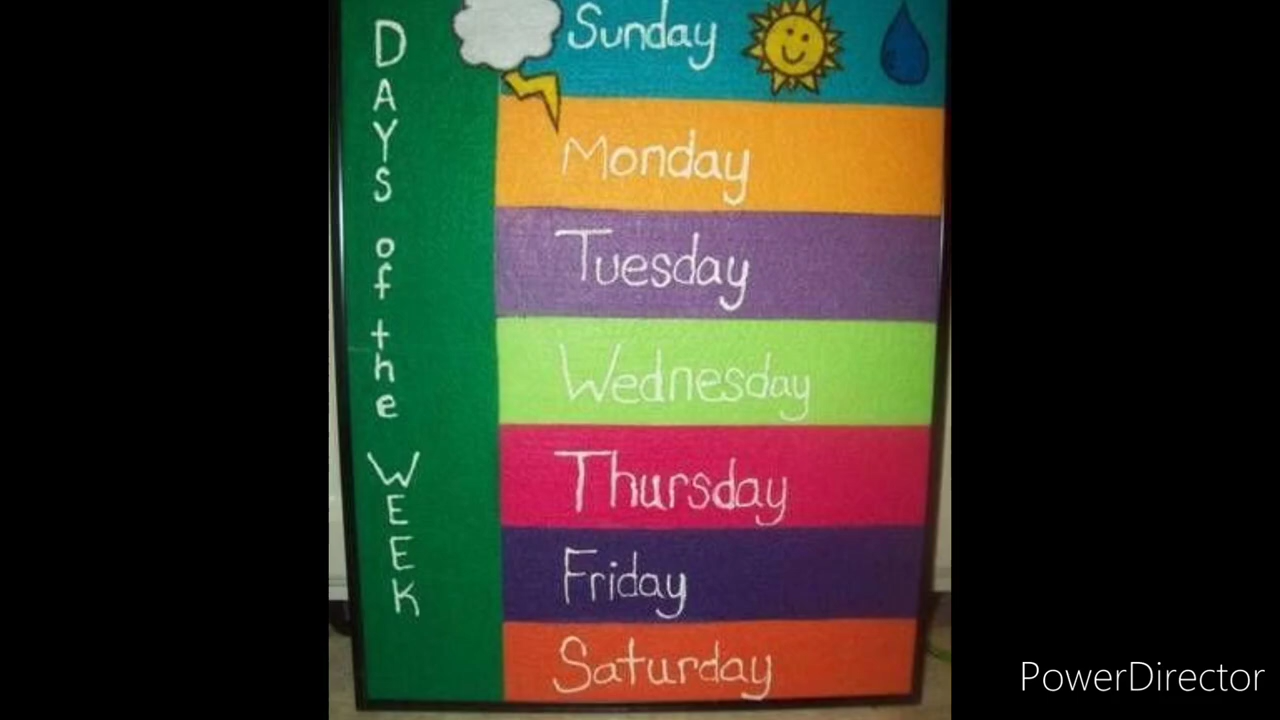 DAYS of the WEEK
Sunday
Monday
Tuesday
Wednesday
Thursday
Friday
Saturday
PowerDirector